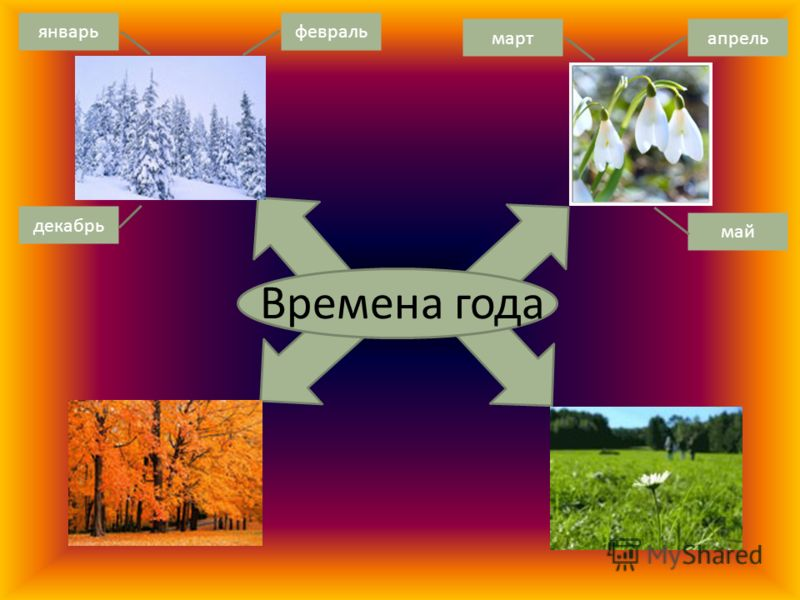 январь
февраль
март
апрель
декабрь
май
Времена года
MyShared